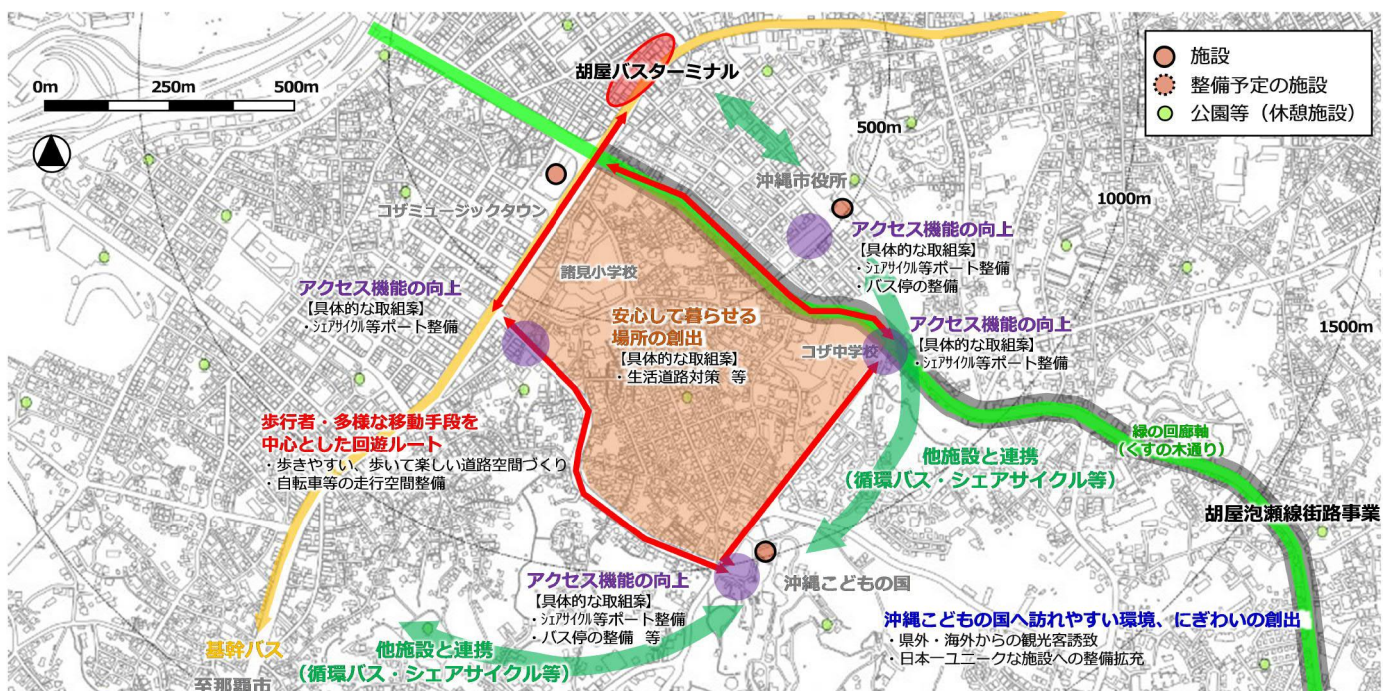 胡屋バスターミナル
施設
整備予定の施設
公園等（休憩施設）
0m
250m
500m
500m
沖縄市役所
1000m
コザミュージックタウン
アクセス機能の向上
【具体的な取組案】
・シェアサイクル等ポート整備
・バス停の整備
諸見小学校
アクセス機能の向上
【具体的な取組案】
・シェアサイクル等ポート整備
安心して暮らせる
場所の創出
【具体的な取組案】
・生活道路対策 等
アクセス機能の向上
【具体的な取組案】
・シェアサイクル等ポート整備
1500m
コザ中学校
歩行者・多様な移動手段を
中心とした回遊ルート
・歩きやすい、歩いて楽しい道路空間づくり
・自転車等の走行空間整備
緑の回廊軸
（くすの木通り）
他施設と連携
（循環バス・シェアサイクル等）
胡屋泡瀬線街路事業
アクセス機能の向上
【具体的な取組案】
・シェアサイクル等ポート整備
・バス停の整備 等
沖縄こどもの国
沖縄こどもの国へ訪れやすい環境、にぎわいの創出
・県外・海外からの観光客誘致
・日本一ユニークな施設への整備拡充
基幹バス
至那覇市
他施設と連携
（循環バス・シェアサイクル等）